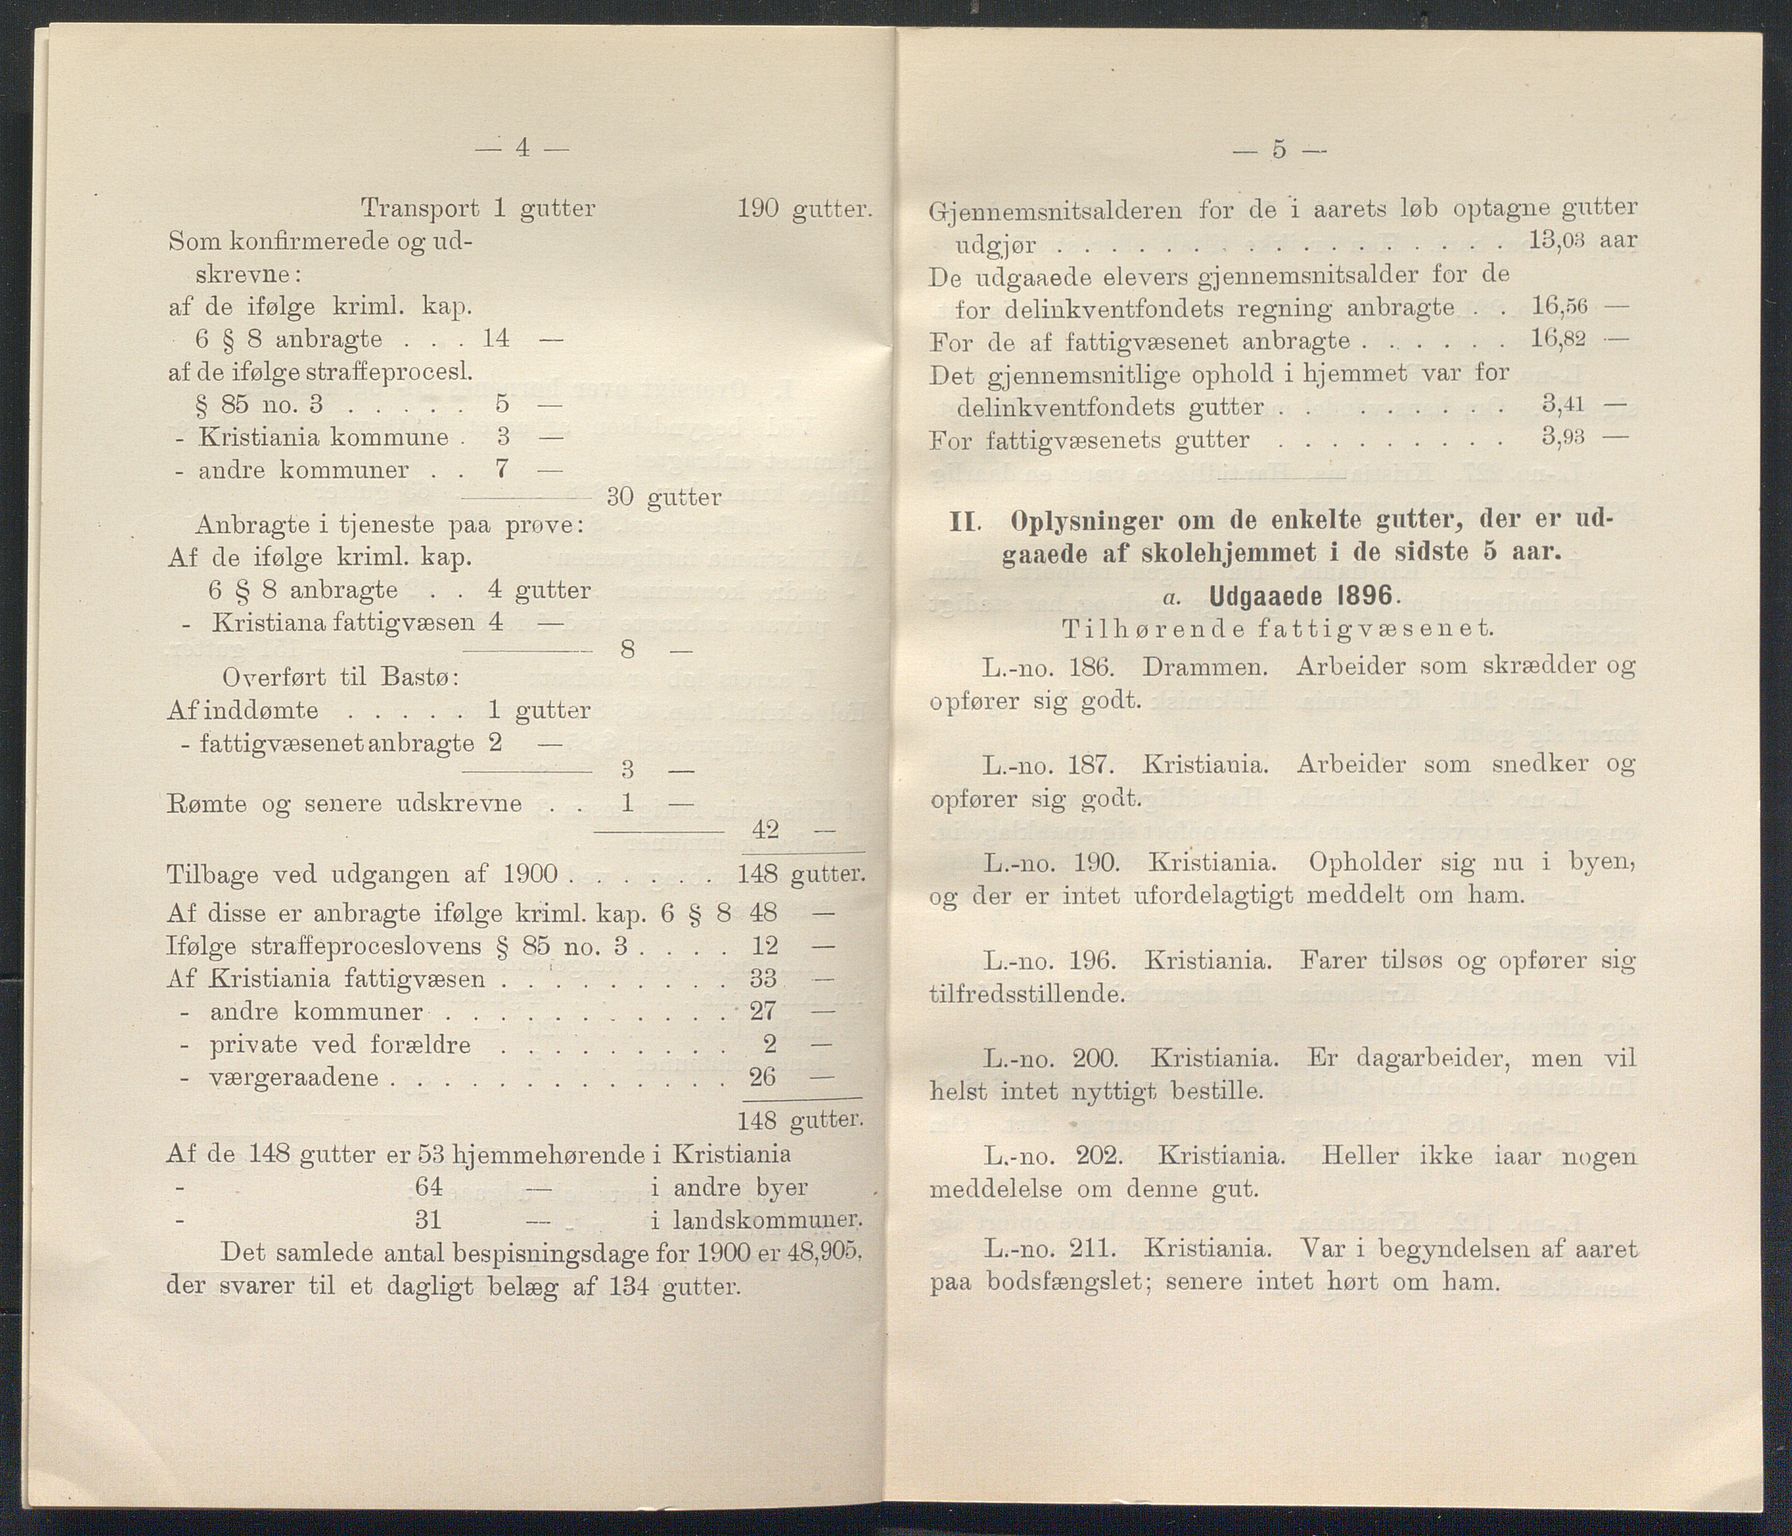 — 4 —
Transport 1 gutter 190 gutter.
Som konfirmerede og ud-
skrevne:
af de ifølge kriml. kap.
6 § 8 anbragte . . . 14 —
af de ifølge straffeprocesl.
§ 85 no. 3 . . . . . 5 —
- Kristiania kommune . 3 —
- andre kommuner . . 7 —
30 gutter
Anbragte i tjeneste paa prøve:
Af de ifølge kriml. kap.
6 § 8 anbragte . . 4 gutter
- Kristiana fattigvæsen 4 —
8 —
Overført til Bastø:
Af inddømte . . . . . 1 gutter
- fattigvæsenet anbragte 2 —
3 —
Rømte og senere udskrevne . . 1 —
42 —
Tilbage ved udgangen af 1900 . . . . . . 148 gutter.
Af disse er anbragte ifølge kriml. kap. 6 § 8 48 —
Ifølge straffeproceslovens § 85 no. 3 . . . . 12 —
Af Kristiania fattigvæsen . . . . . . . . . 33 —
- andre kommuner . . . . . . . . . . . 27 —
- private ved forældre . . . . . . . . . 2 —
- værgeraadene . . . . . . . . . . . . . 26 —
148 gutter.
Af de 148 gutter er 53 hjemmehørende i Kristiania
- 64 — i andre byer
- 31 — i landskommuner.
Det samlede antal bespisningsdage for 1900 er 48,905,
der svarer til et dagligt belæg af 134 gutter.
— 5 —
Gjennemsnitsalderen for de i aarets løb optagne gutter
udgjør . . . . . . . . . . . . . . . . . 13,03 aar
De udgaaede elevers gjennemsnitsalder for de
for delinkventfondets regning anbragte . . 16,56 —
For de af fattigvæsenet anbragte . . . . . . 16,82 —
Det gjennemsnitlige ophold i hjemmet var for
delinkventfondets gutter . . . . . . . . . 3,41 —
For fattigvæsenets gutter . . . . . . . . . 3,93 —
II. Oplysninger om de enkelte gutter, der er ud-
gaaede af skolehjemmet i de sidste 5 aar.
a. Udgaaede 1896.
Tilhørende fattigvæsenet.
L.-no. 186. Drammen. Arbeider som skrædder og
opfører sig godt.
L.-no. 187. Kristiania. Arbeider som snedker og
opfører sig godt.
L.-no. 190. Kristiania. Opholder sig nu i byen,
og der er intet ufordelagtigt meddelt om ham.
L.-no. 196. Kristiania. Farer tilsøs og opfører sig
tilfredsstillende.
L.-no. 200. Kristiania. Er dagarbeider, men vil
helst intet nyttigt bestille.
L.-no. 202. Kristiania. Heller ikke iaar nogen
meddelelse om denne gut.
L.-no. 211. Kristiania. Var i begyndelsen af aaret
paa bodsfængslet; senere intet hørt om ham.